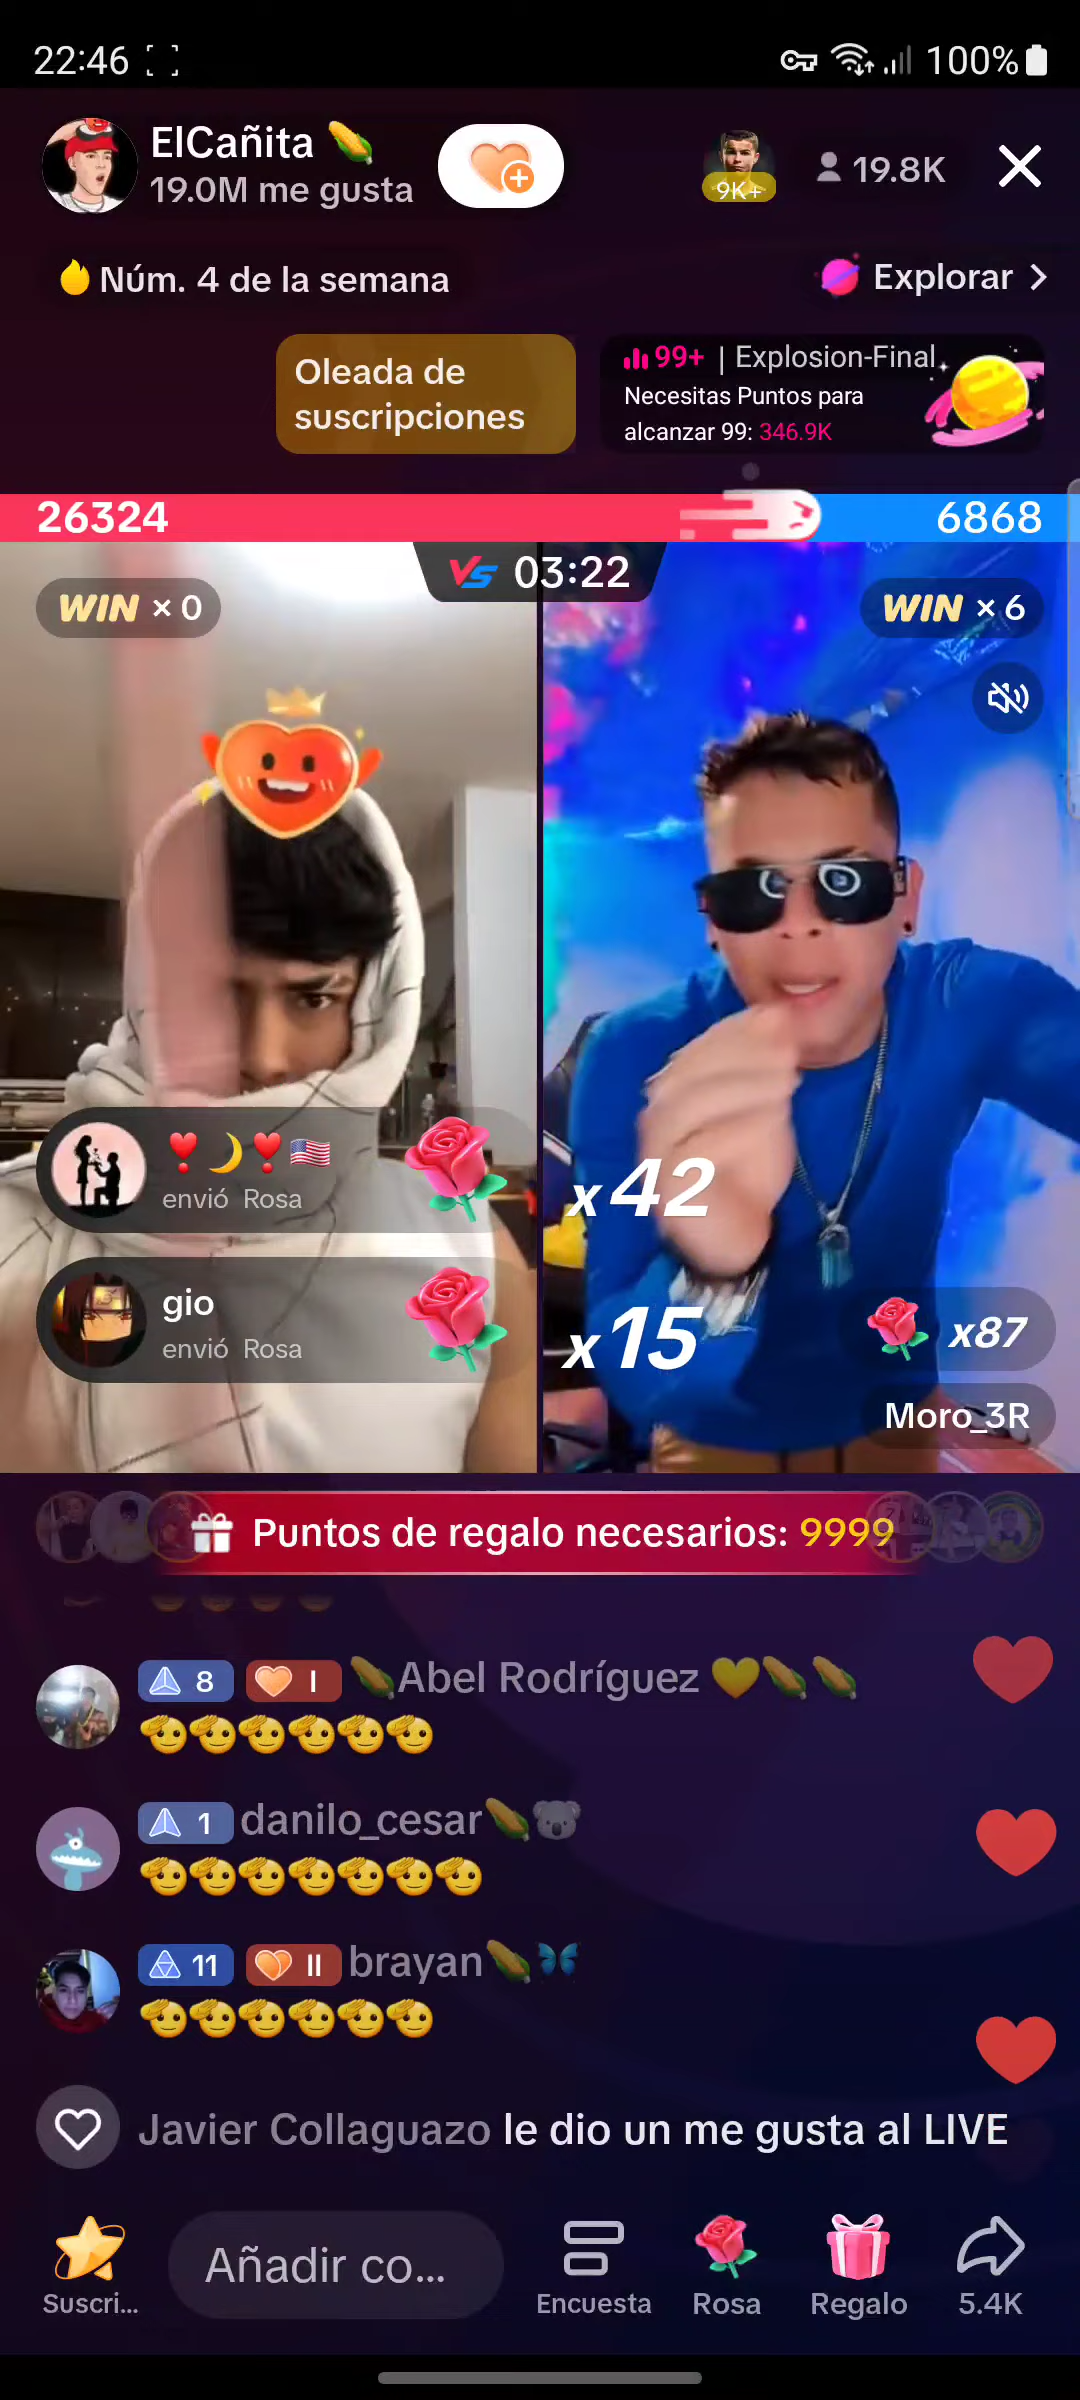 22:46
100%
ElCañita 🌽
19.0M me gusta
9K+
19.8K
Núm. 4 de la semana
Explorar >
Oleada de
suscripciones
99+ | Explosion-Final
Necesitas Puntos para
alcanzar 99: 346.9K
26324
6868
VS 03:22
WIN × 0
WIN × 6
❣️🌙❣️🇺🇸
envió Rosa
x42
gio
envió Rosa
x15
x87
Moro_3R
Puntos de regalo necesarios: 9999
8 I 🌽Abel Rodríguez 💛🌽🌽
🫡🫡🫡🫡🫡🫡
1 danilo_cesar🌽🐨
🫡🫡🫡🫡🫡🫡🫡
11 II brayan🌽🦋
🫡🫡🫡🫡🫡🫡
Javier Collaguazo le dio un me gusta al LIVE
Suscri...
Añadir co...
Encuesta
Rosa
Regalo
5.4K